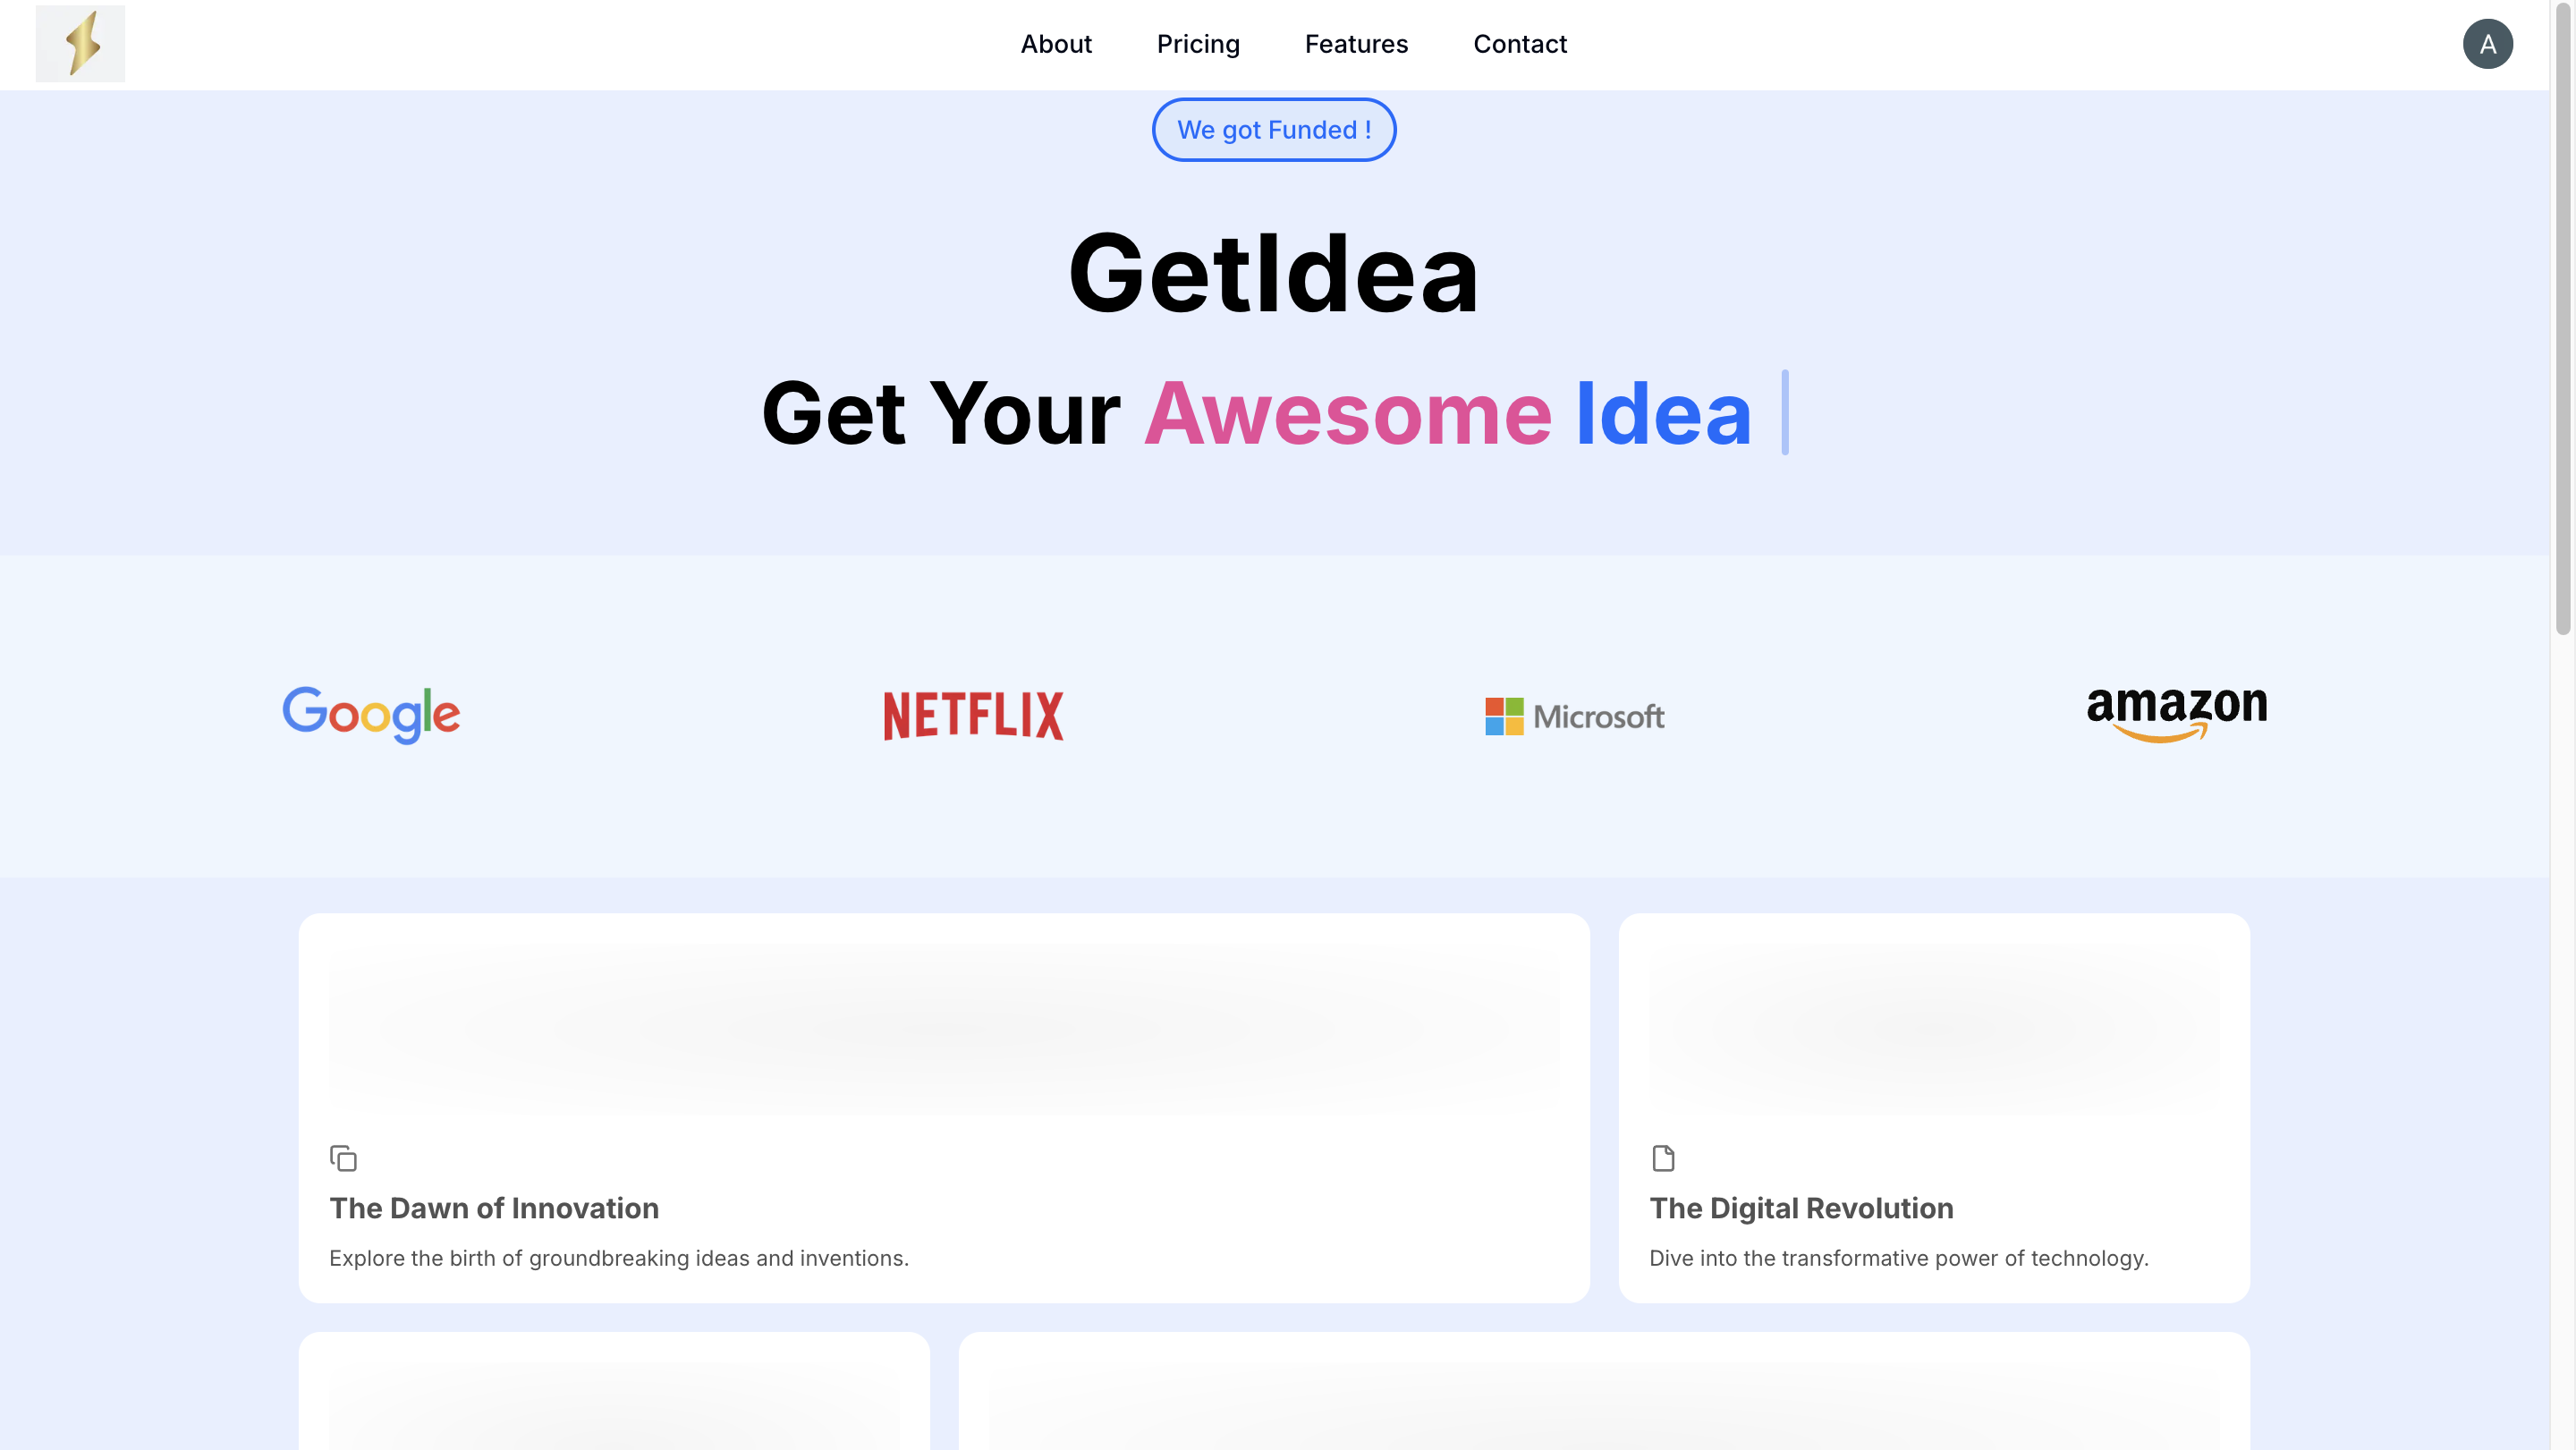 About Pricing Features Contact A
We got Funded !
GetIdea
Get Your Awesome Idea
Google NETFLIX Microsoft amazon
The Dawn of Innovation
Explore the birth of groundbreaking ideas and inventions.
The Digital Revolution
Dive into the transformative power of technology.